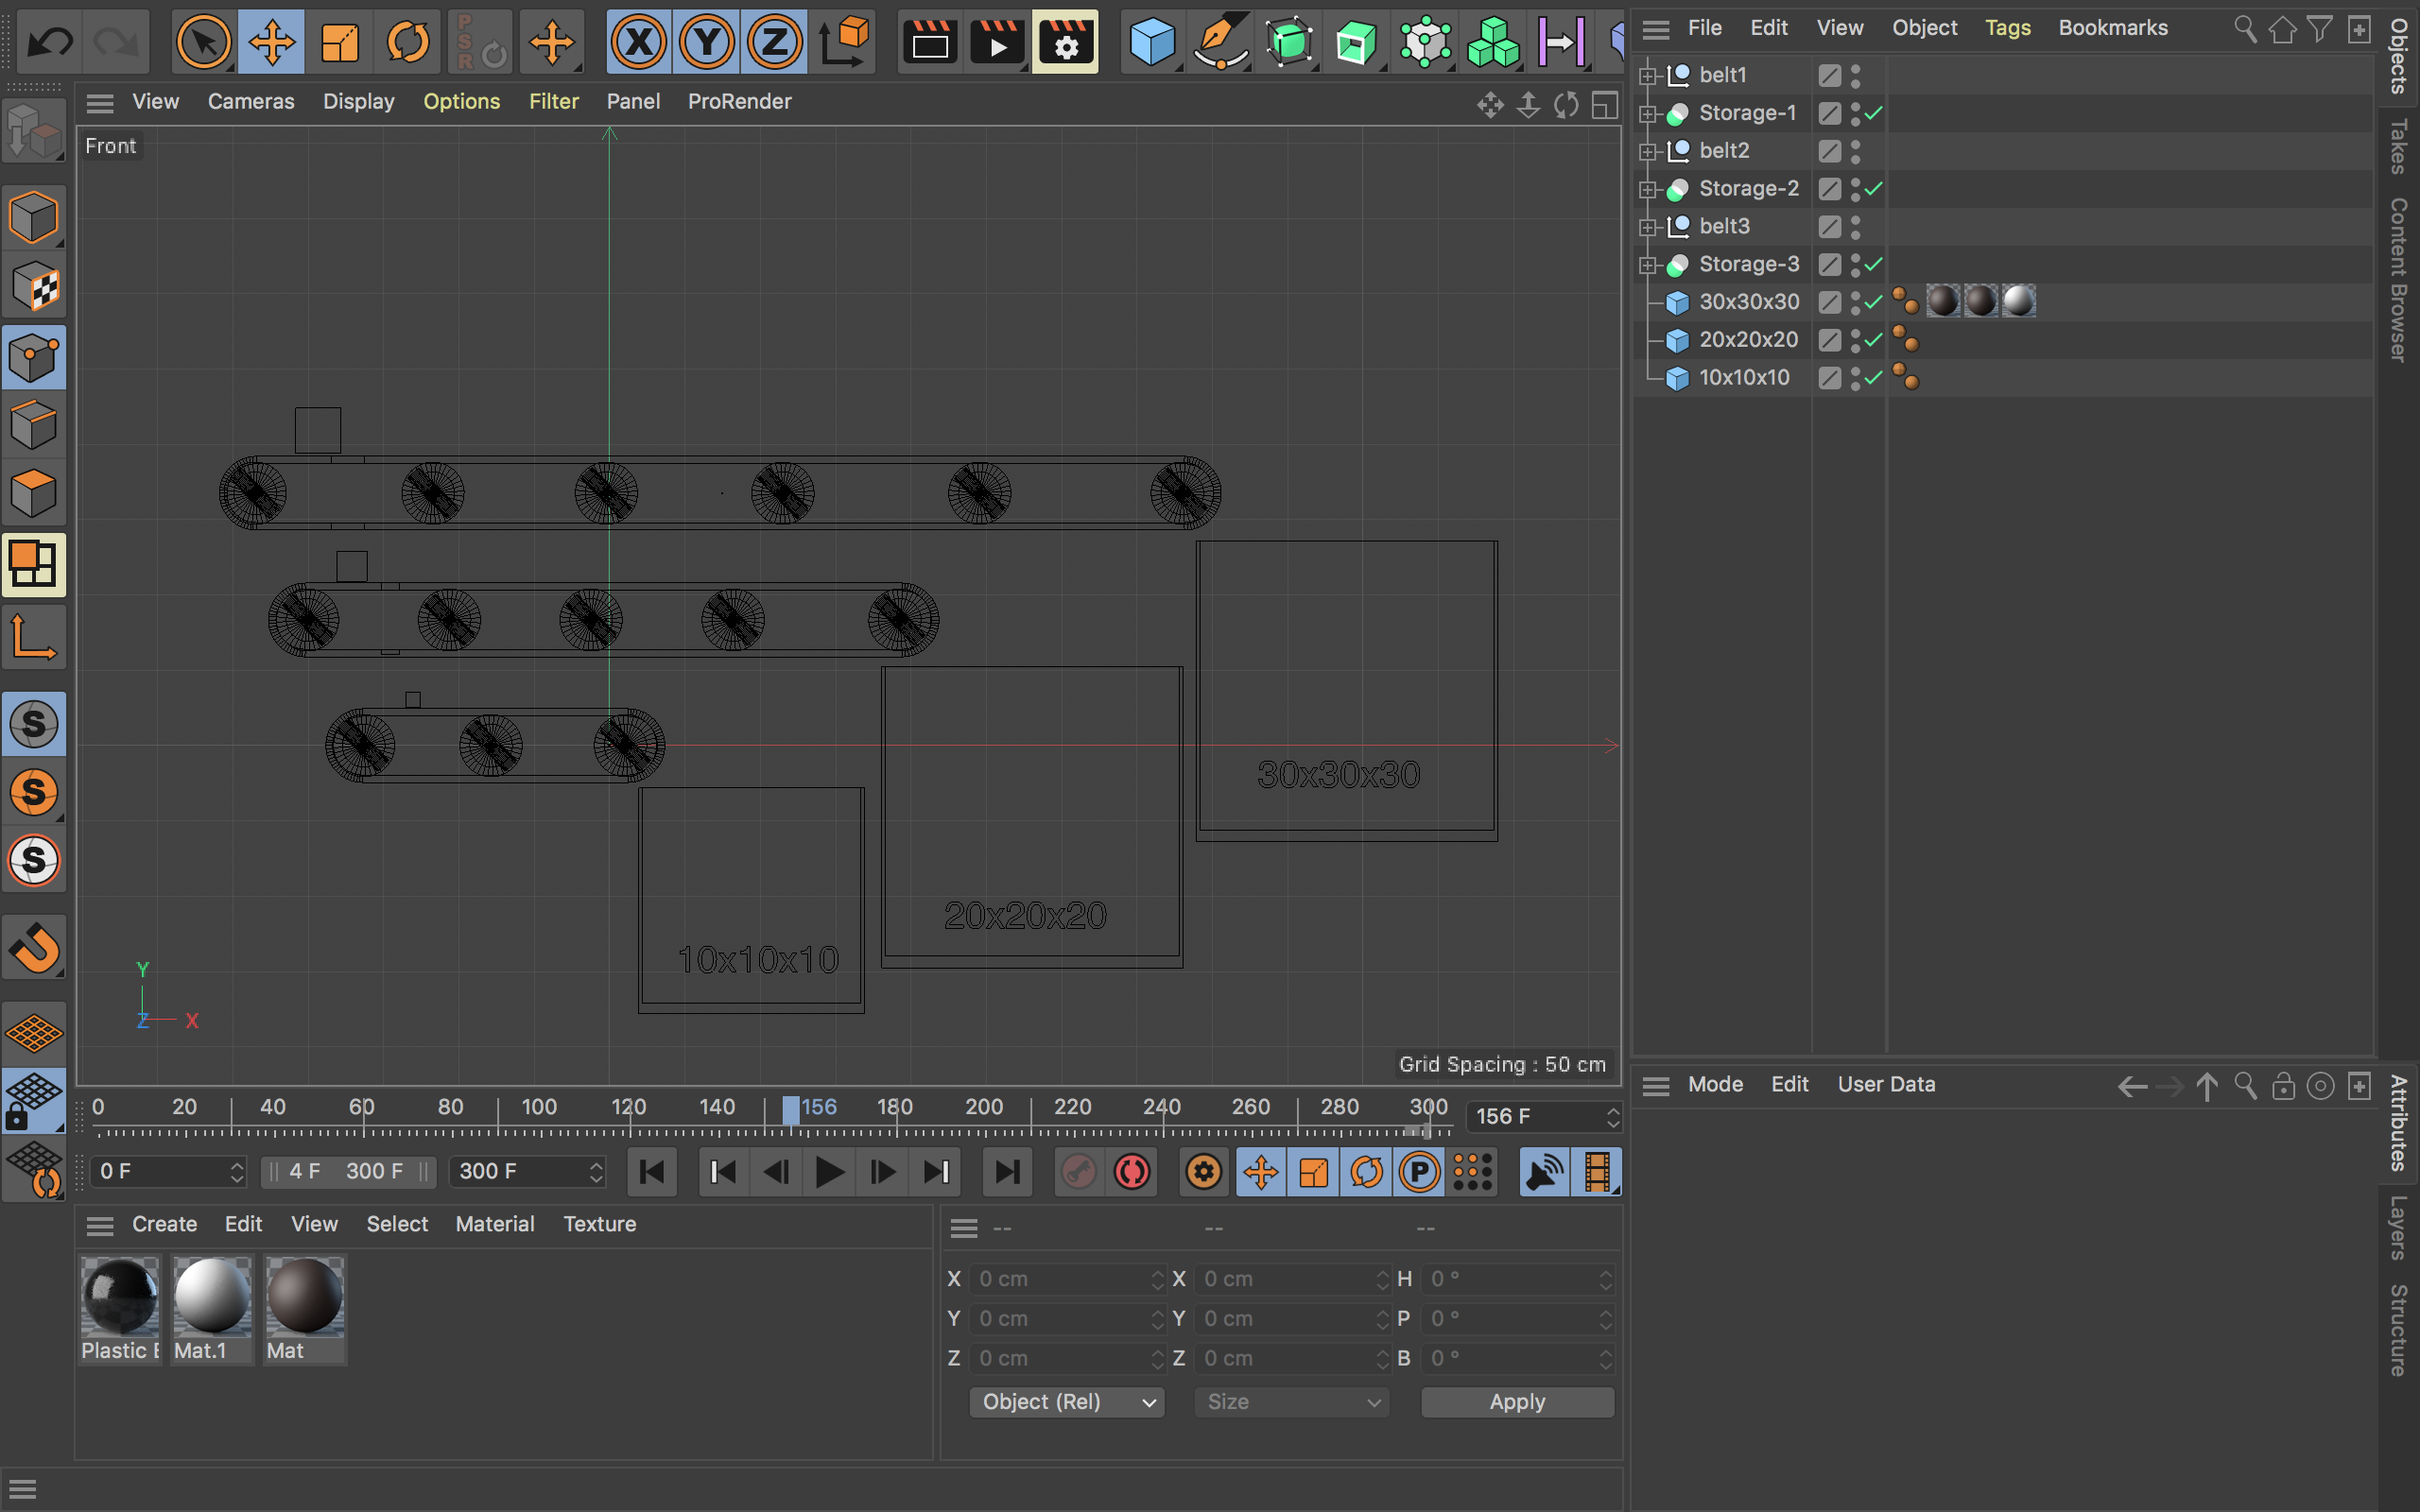 PSR
X Y Z
File Edit View Object Tags Bookmarks
View Cameras Display Options Filter Panel ProRender
Front
belt1
Storage-1
belt2
Storage-2
belt3
Storage-3
30x30x30
20x20x20
10x10x10
Objects
Takes
Content Browser
30x30x30
20x20x20
10x10x10
Y
Z X
Grid Spacing : 50 cm
S
S
S
0 20 40 60 80 100 120 140 156 180 200 220 240 260 280 300 156 F
0 F 4 F 300 F 300 F P
Mode Edit User Data
Attributes
Layers
Structure
Create Edit View Select Material Texture
Plastic
Mat.1
Mat
-- -- --
X 0 cm X 0 cm H 0 °
Y 0 cm Y 0 cm P 0 °
Z 0 cm Z 0 cm B 0 °
Object (Rel) Size Apply